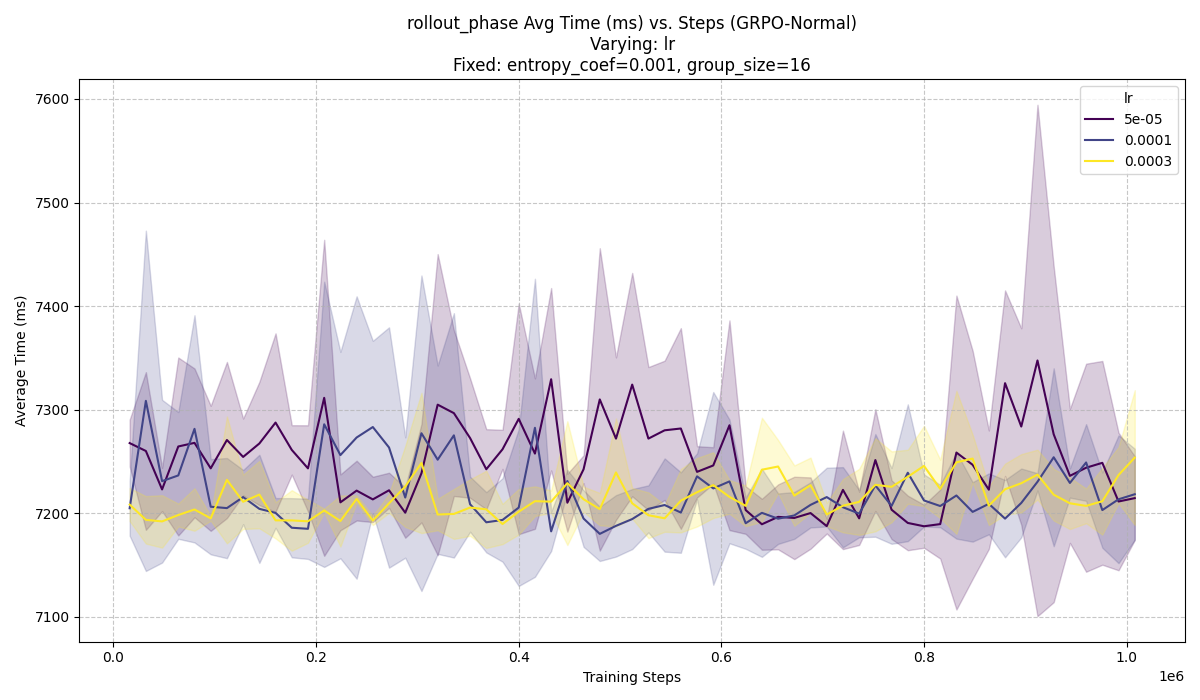 rollout_phase Avg Time (ms) vs. Steps (GRPO-Normal)
Varying: lr
Fixed: entropy_coef=0.001, group_size=16
lr
5e-05
0.0001
0.0003
Average Time (ms)
7600
7500
7400
7300
7200
7100
0.0
0.2
0.4
0.6
0.8
1.0
1e6
Training Steps